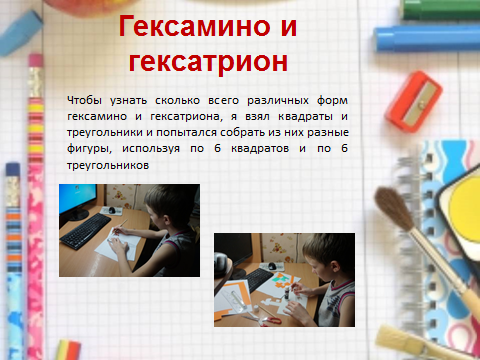 Гексамино и
гексатрион
Чтобы узнать сколько всего различных форм
гексамино и гексатриона, я взял квадраты и
треугольники и попытался собрать из них разные
фигуры, используя по 6 квадратов и по 6
треугольников